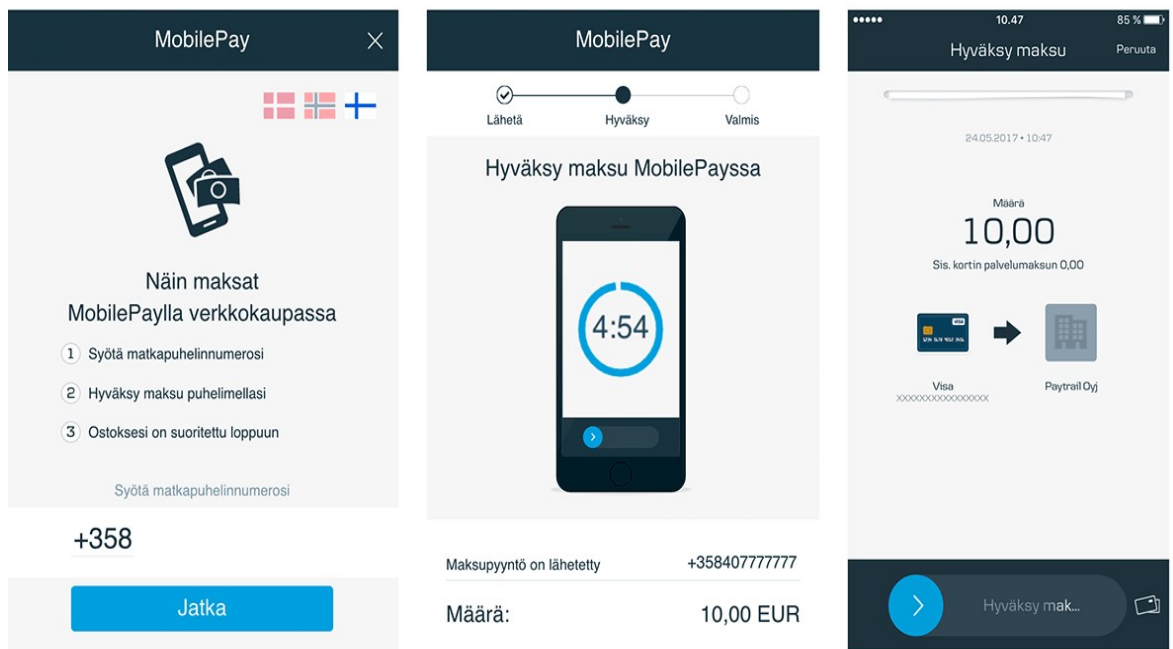 MobilePay
Näin maksat
MobilePaylla verkkokaupassa
1 Syötä matkapuhelinnumerosi
2 Hyväksy maksu puhelimellasi
3 Ostoksesi on suoritettu loppuun
Syötä matkapuhelinnumerosi
+358
Jatka
MobilePay
Lähetä Hyväksy Valmis
Hyväksy maksu MobilePayssa
4:54
Maksupyyntö on lähetetty +358407777777
Määrä: 10,00 EUR
10.47 85 %
Hyväksy maksu Peruuta
24.05.2017 • 10:47
Määrä
10,00
Sis. kortin palvelumaksun 0,00
VISA
Visa Paytrail Oyj
XXXXXXXXXXXXXXXX
Hyväksy mak...